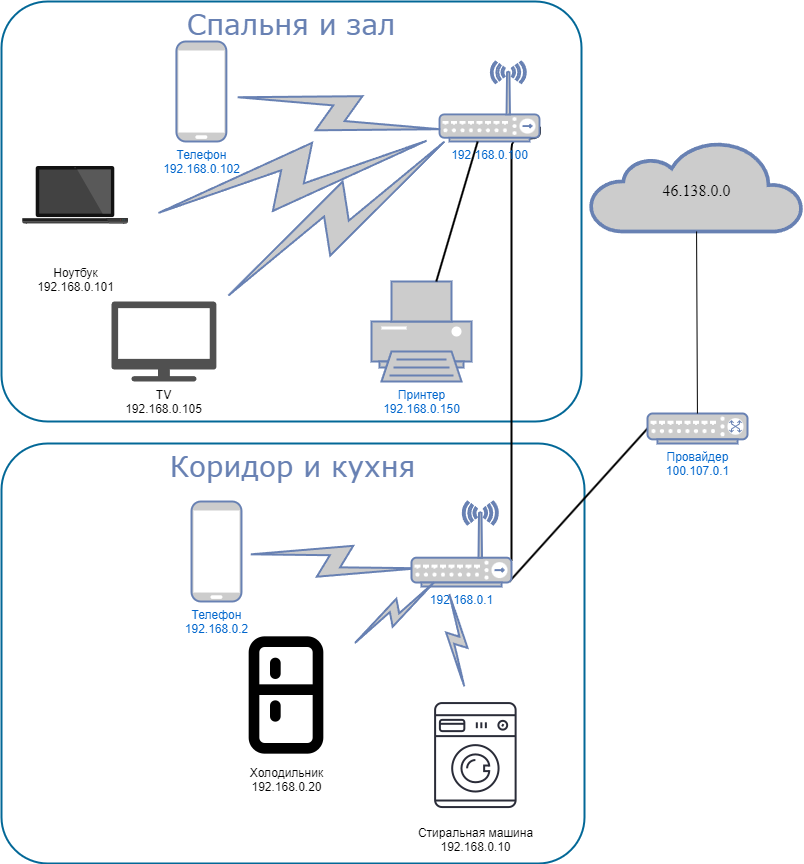 Спальня и зал
Телефон
192.168.0.102
192.168.0.100
Ноутбук
192.168.0.101
TV
192.168.0.105
Принтер
192.168.0.150
46.138.0.0
Провайдер
100.107.0.1
Коридор и кухня
Телефон
192.168.0.2
192.168.0.1
Холодильник
192.168.0.20
Стиральная машина
192.168.0.10